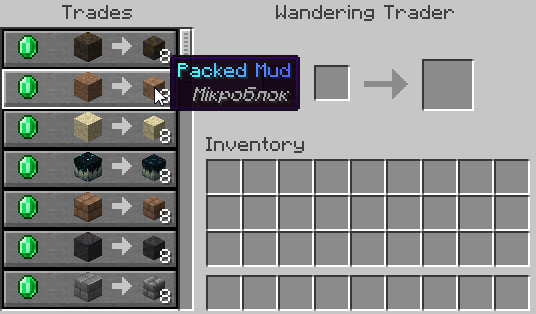 Trades
Wandering Trader
8
Packed Mud
Мікроблок
8
8
Inventory
8
8
8
8